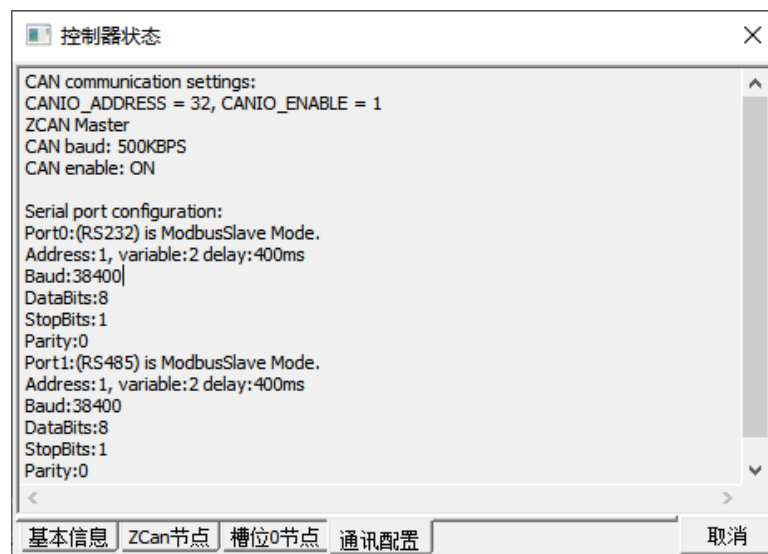 控制器状态
CAN communication settings:
CANIO_ADDRESS = 32, CANIO_ENABLE = 1
ZCAN Master
CAN baud: 500KBPS
CAN enable: ON
Serial port configuration:
Port0:(RS232) is ModbusSlave Mode.
Address:1, variable:2 delay:400ms
Baud:38400
DataBits:8
StopBits:1
Parity:0
Port1:(RS485) is ModbusSlave Mode.
Address:1, variable:2 delay:400ms
Baud:38400
DataBits:8
StopBits:1
Parity:0
基本信息 ZCan节点 槽位0节点 通讯配置 取消